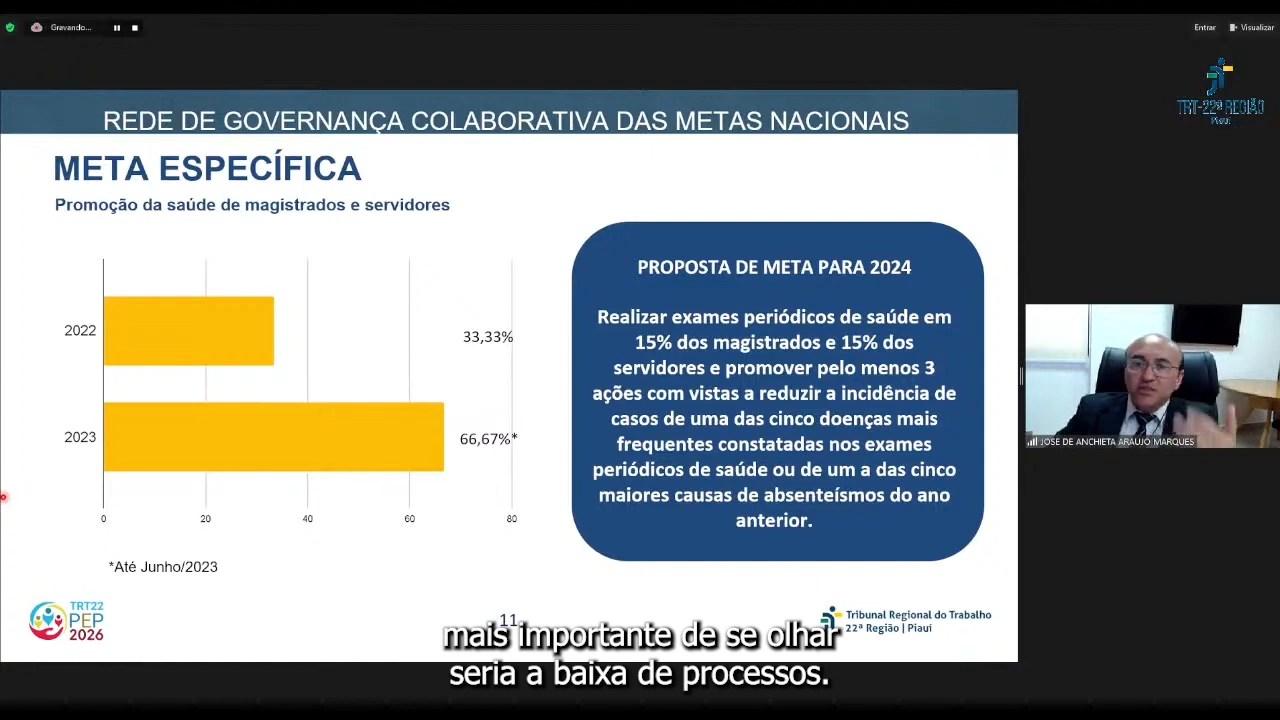 Gravando...
Entrar
Visualizar
TRT-22ª REGIÃO
Piauí
REDE DE GOVERNANÇA COLABORATIVA DAS METAS NACIONAIS
META ESPECÍFICA
Promoção da saúde de magistrados e servidores
2022
33,33%
2023
66,67%*
0
20
40
60
80
*Até Junho/2023
PROPOSTA DE META PARA 2024
Realizar exames periódicos de saúde em
15% dos magistrados e 15% dos
servidores e promover pelo menos 3
ações com vistas a reduzir a incidência de
casos de uma das cinco doenças mais
frequentes constatadas nos exames
periódicos de saúde ou de um a das cinco
maiores causas de absenteísmos do ano
anterior.
JOSE DE ANCHIETA ARAUJO MARQUES
TRT22
PEP
2026
11
Tribunal Regional do Trabalho
22ª Região | Piauí
mais importante de se olhar
seria a baixa de processos.